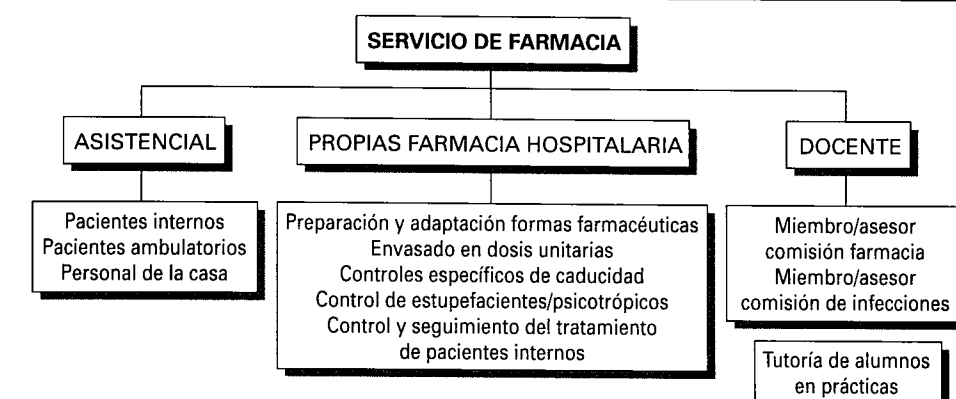 SERVICIO DE FARMACIA
ASISTENCIAL
PROPIAS FARMACIA HOSPITALARIA
DOCENTE
Pacientes internos
Pacientes ambulatorios
Personal de la casa
Preparación y adaptación formas farmacéuticas
Envasado en dosis unitarias
Controles específicos de caducidad
Control de estupefacientes/psicotrópicos
Control y seguimiento del tratamiento
de pacientes internos
Miembro/asesor
comisión farmacia
Miembro/asesor
comisión de infecciones
Tutoría de alumnos
en prácticas